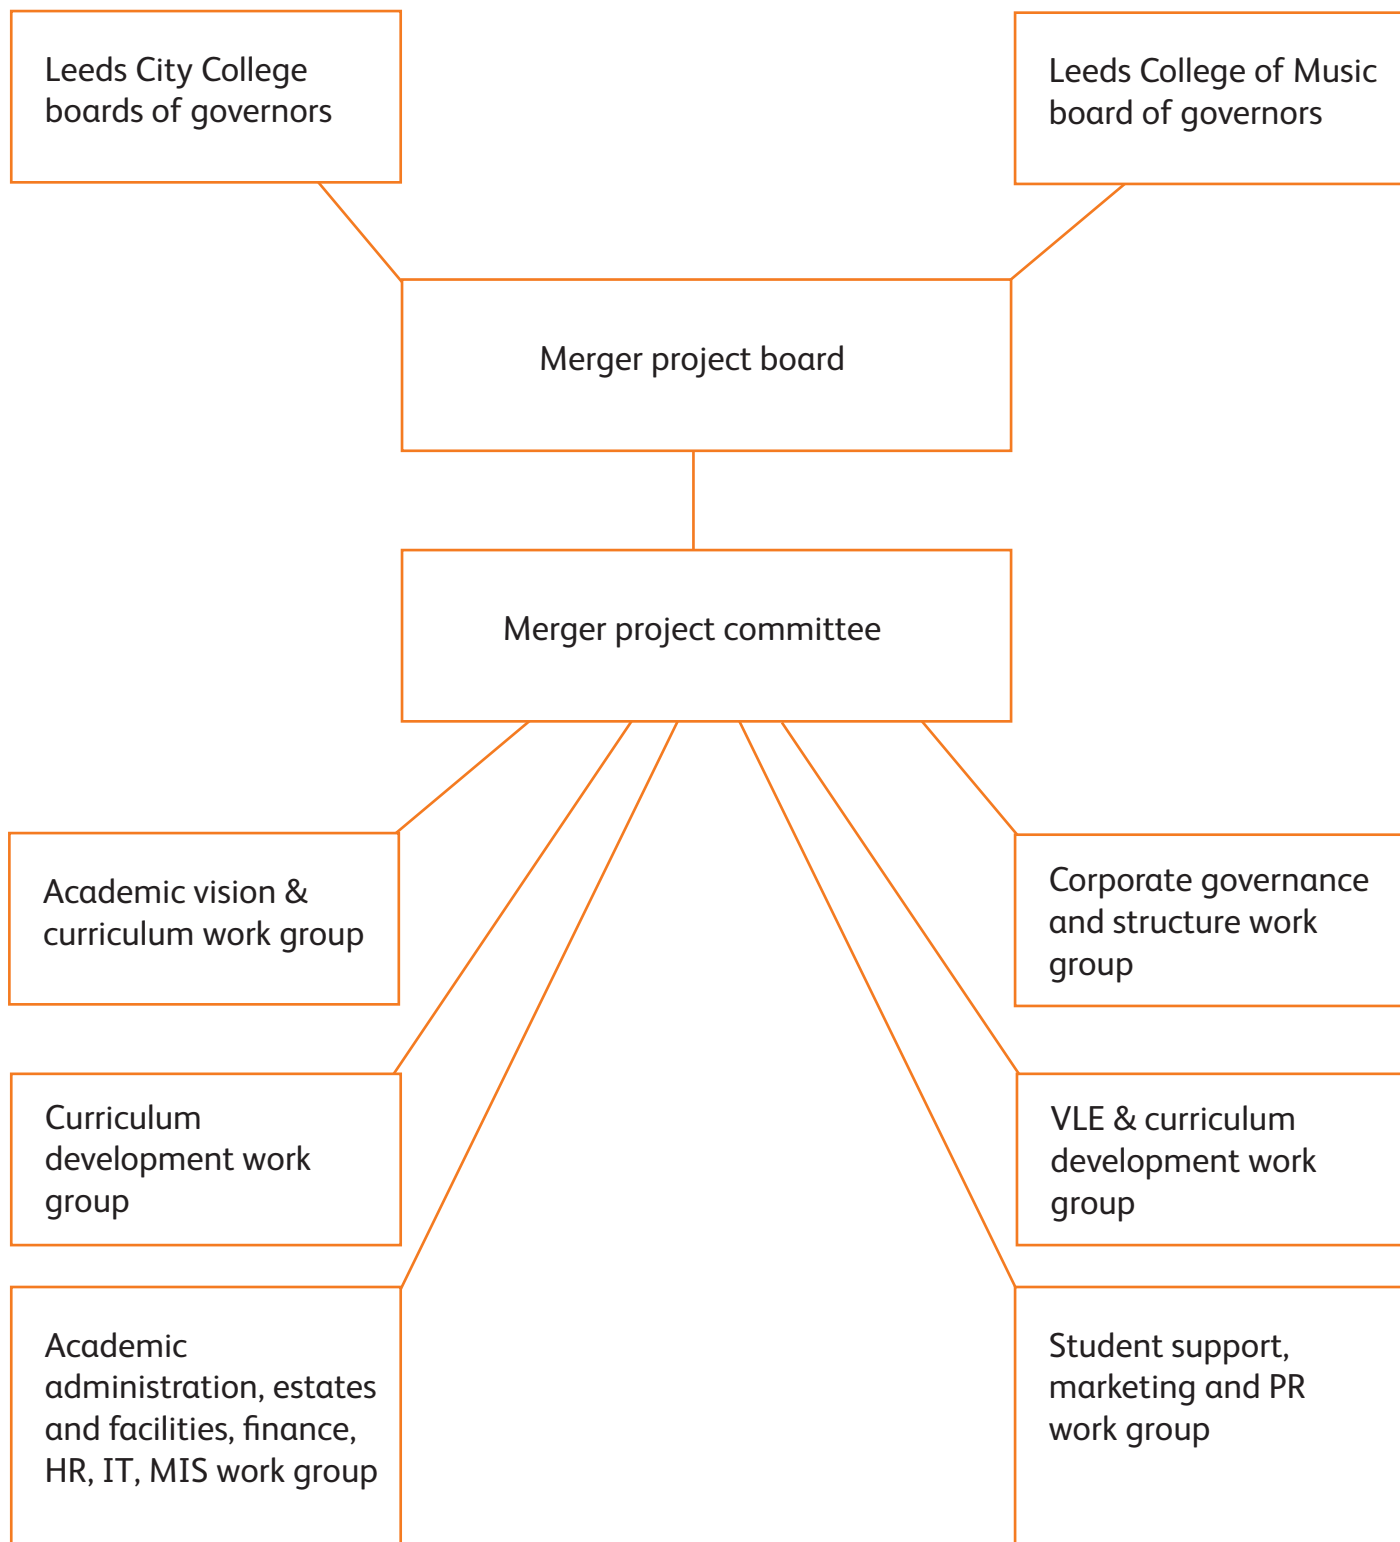 Leeds City College
boards of governors
Leeds College of Music
board of governors
Merger project board
Merger project committee
Academic vision &
curriculum work group
Corporate governance
and structure work
group
Curriculum
development work
group
VLE & curriculum
development work
group
Academic
administration, estates
and facilities, finance,
HR, IT, MIS work group
Student support,
marketing and PR
work group